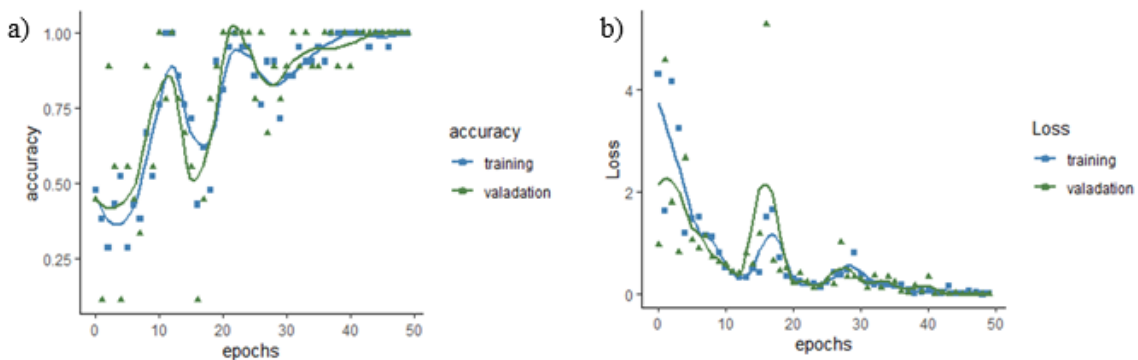 a)
1.00
0.75
0.50
0.25
accuracy
0 10 20 30 40 50
epochs
accuracy
training
valadation
b)
4
2
0
Loss
0 10 20 30 40 50
epochs
Loss
training
valadation